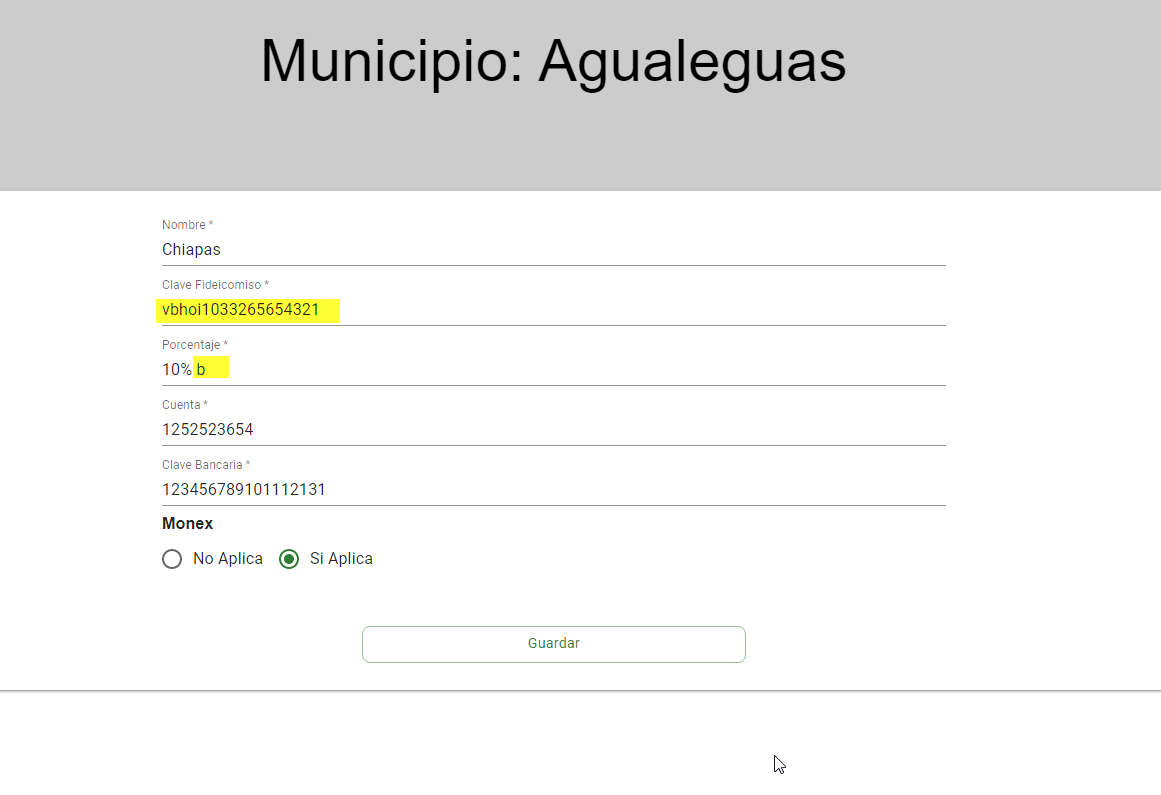 Municipio: Agualeguas
Nombre *
Chiapas
Clave Fideicomiso *
vbhoi1033265654321
Porcentaje *
10% b
Cuenta *
1252523654
Clave Bancaria *
123456789101112131
Monex
No Aplica Si Aplica
Guardar